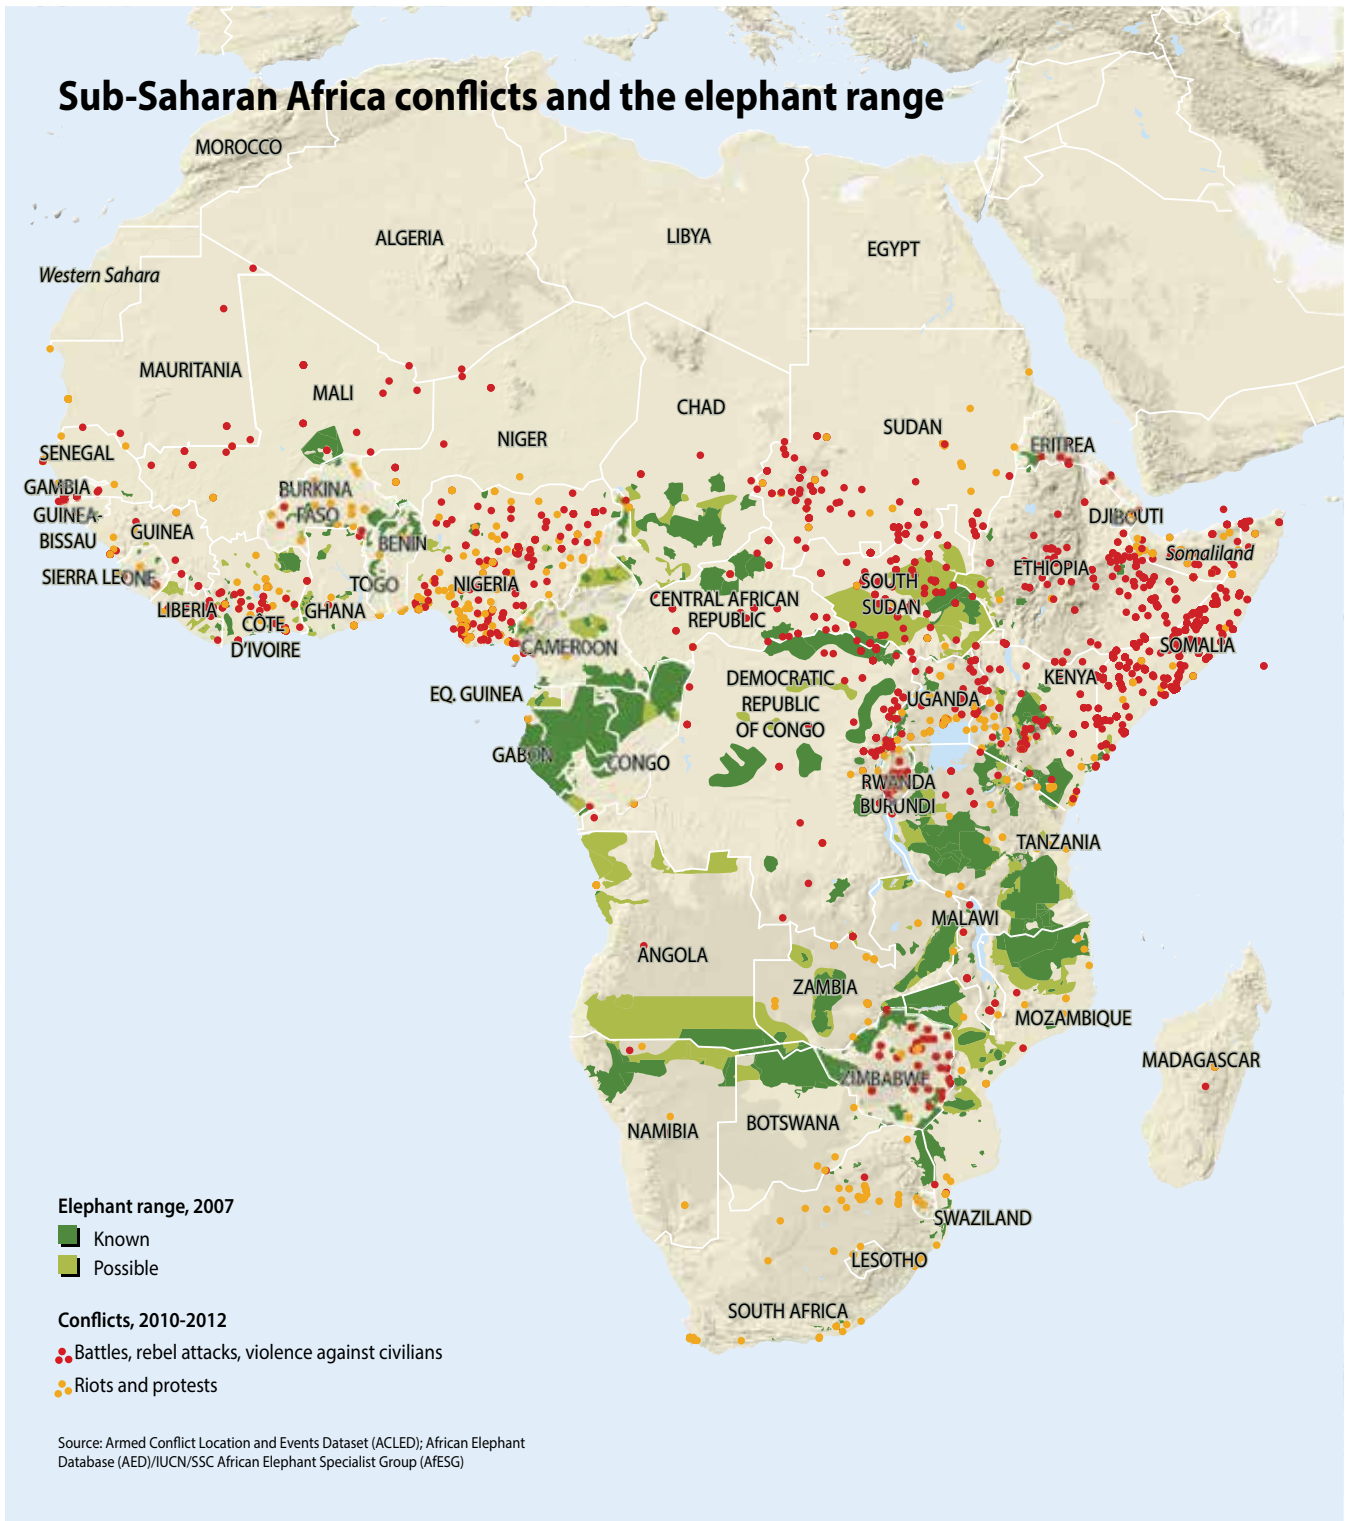 Sub-Saharan Africa conflicts and the elephant range
MOROCCO
ALGERIA
LIBYA
EGYPT
Western Sahara
MAURITANIA
MALI
NIGER
CHAD
SUDAN
ERITREA
SENEGAL
GAMBIA
GUINEA-
BISSAU
GUINEA
SIERRA LEONE
LIBERIA
CÔTE
D'IVOIRE
BURKINA
FASO
GHANA
TOGO
BENIN
NIGERIA
CAMEROON
CENTRAL AFRICAN
REPUBLIC
SOUTH
SUDAN
ETHIOPIA
DJIBOUTI
Somaliland
SOMALIA
KENYA
UGANDA
DEMOCRATIC
REPUBLIC
OF CONGO
EQ. GUINEA
GABON
CONGO
RWANDA
BURUNDI
TANZANIA
MALAWI
ANGOLA
ZAMBIA
MOZAMBIQUE
MADAGASCAR
ZIMBABWE
NAMIBIA
BOTSWANA
SWAZILAND
LESOTHO
SOUTH AFRICA
Elephant range, 2007
Known
Possible
Conflicts, 2010-2012
Battles, rebel attacks, violence against civilians
Riots and protests
Source: Armed Conflict Location and Events Dataset (ACLED); African Elephant
Database (AED)/IUCN/SSC African Elephant Specialist Group (AfESG)